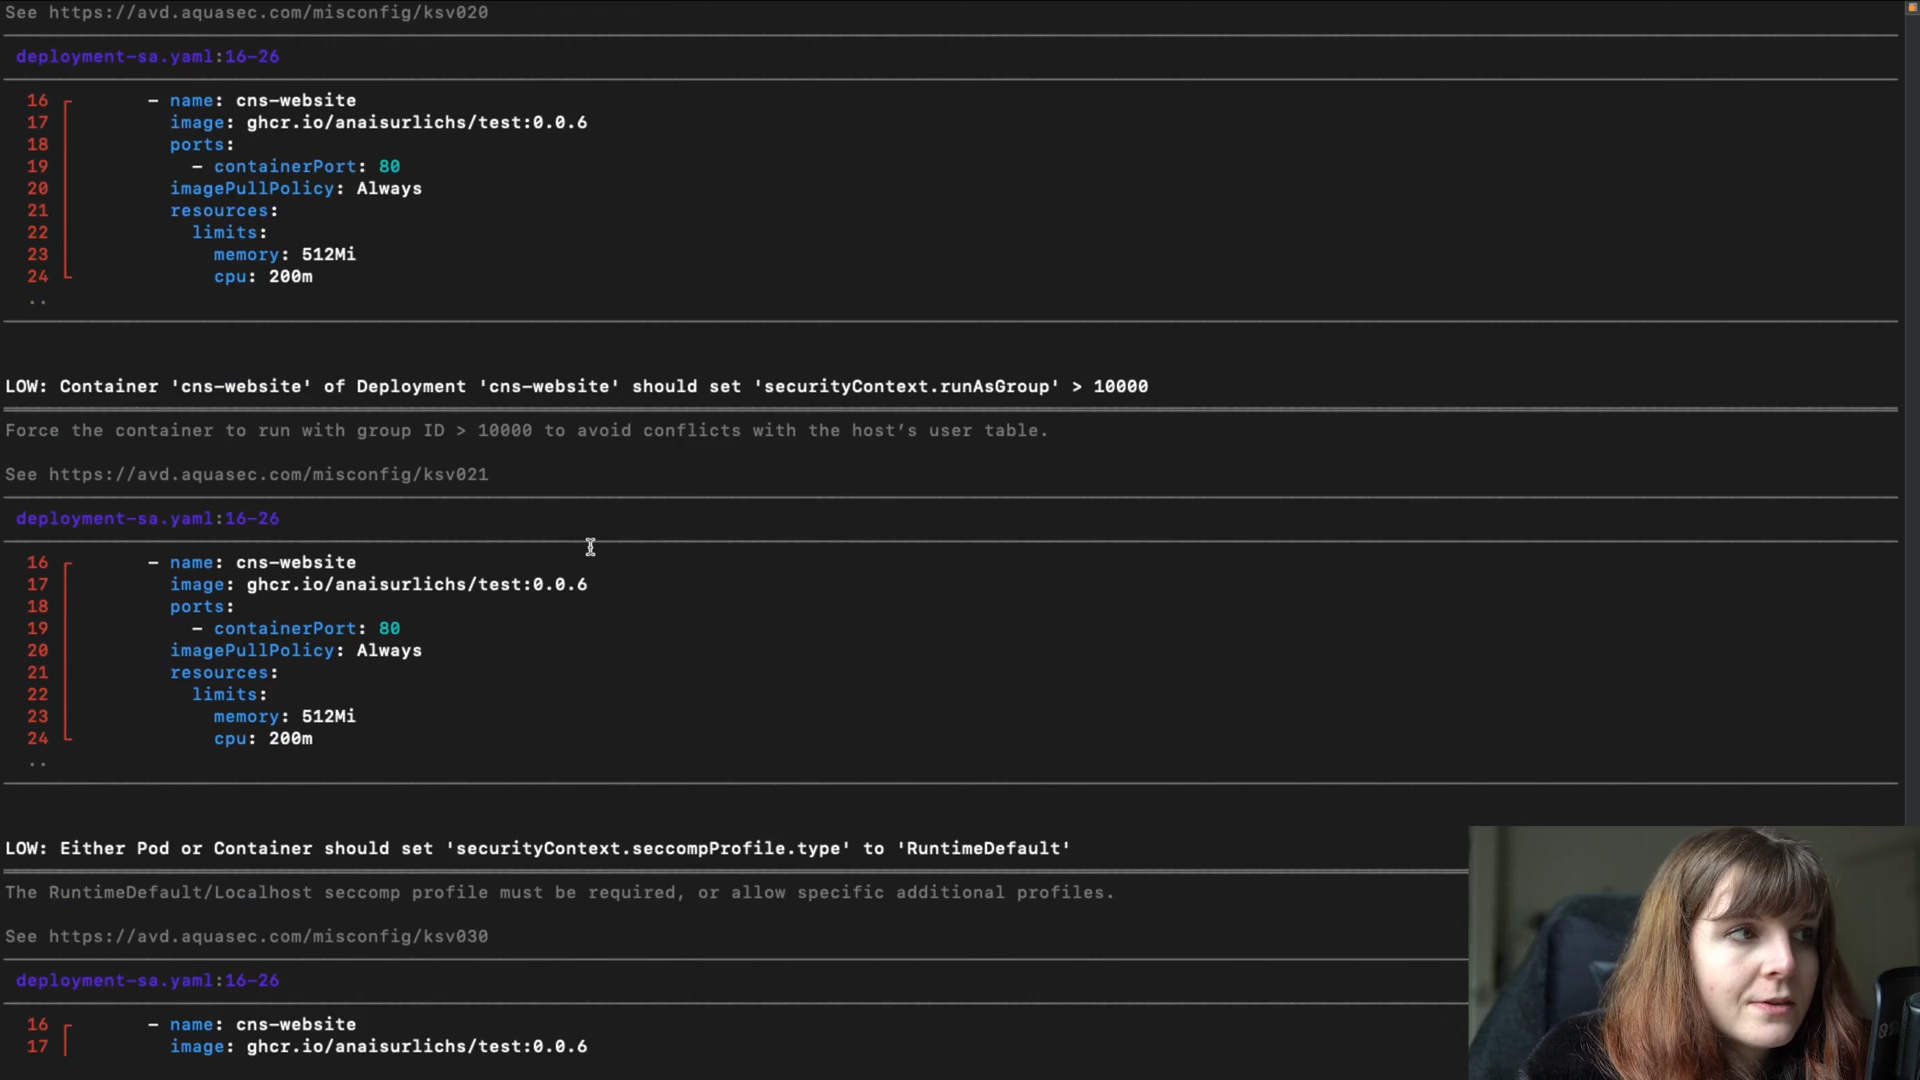 See https://avd.aquasec.com/misconfig/ksv020
deployment-sa.yaml:16-26
16 - name: cns-website
17 image: ghcr.io/anaisurlichs/test:0.0.6
18 ports:
19 - containerPort: 80
20 imagePullPolicy: Always
21 resources:
22 limits:
23 memory: 512Mi
24 cpu: 200m
..
LOW: Container 'cns-website' of Deployment 'cns-website' should set 'securityContext.runAsGroup' > 10000
Force the container to run with group ID > 10000 to avoid conflicts with the host’s user table.
See https://avd.aquasec.com/misconfig/ksv021
deployment-sa.yaml:16-26
16 - name: cns-website
17 image: ghcr.io/anaisurlichs/test:0.0.6
18 ports:
19 - containerPort: 80
20 imagePullPolicy: Always
21 resources:
22 limits:
23 memory: 512Mi
24 cpu: 200m
..
LOW: Either Pod or Container should set 'securityContext.seccompProfile.type' to 'RuntimeDefault'
The RuntimeDefault/Localhost seccomp profile must be required, or allow specific additional profiles.
See https://avd.aquasec.com/misconfig/ksv030
deployment-sa.yaml:16-26
16 - name: cns-website
17 image: ghcr.io/anaisurlichs/test:0.0.6